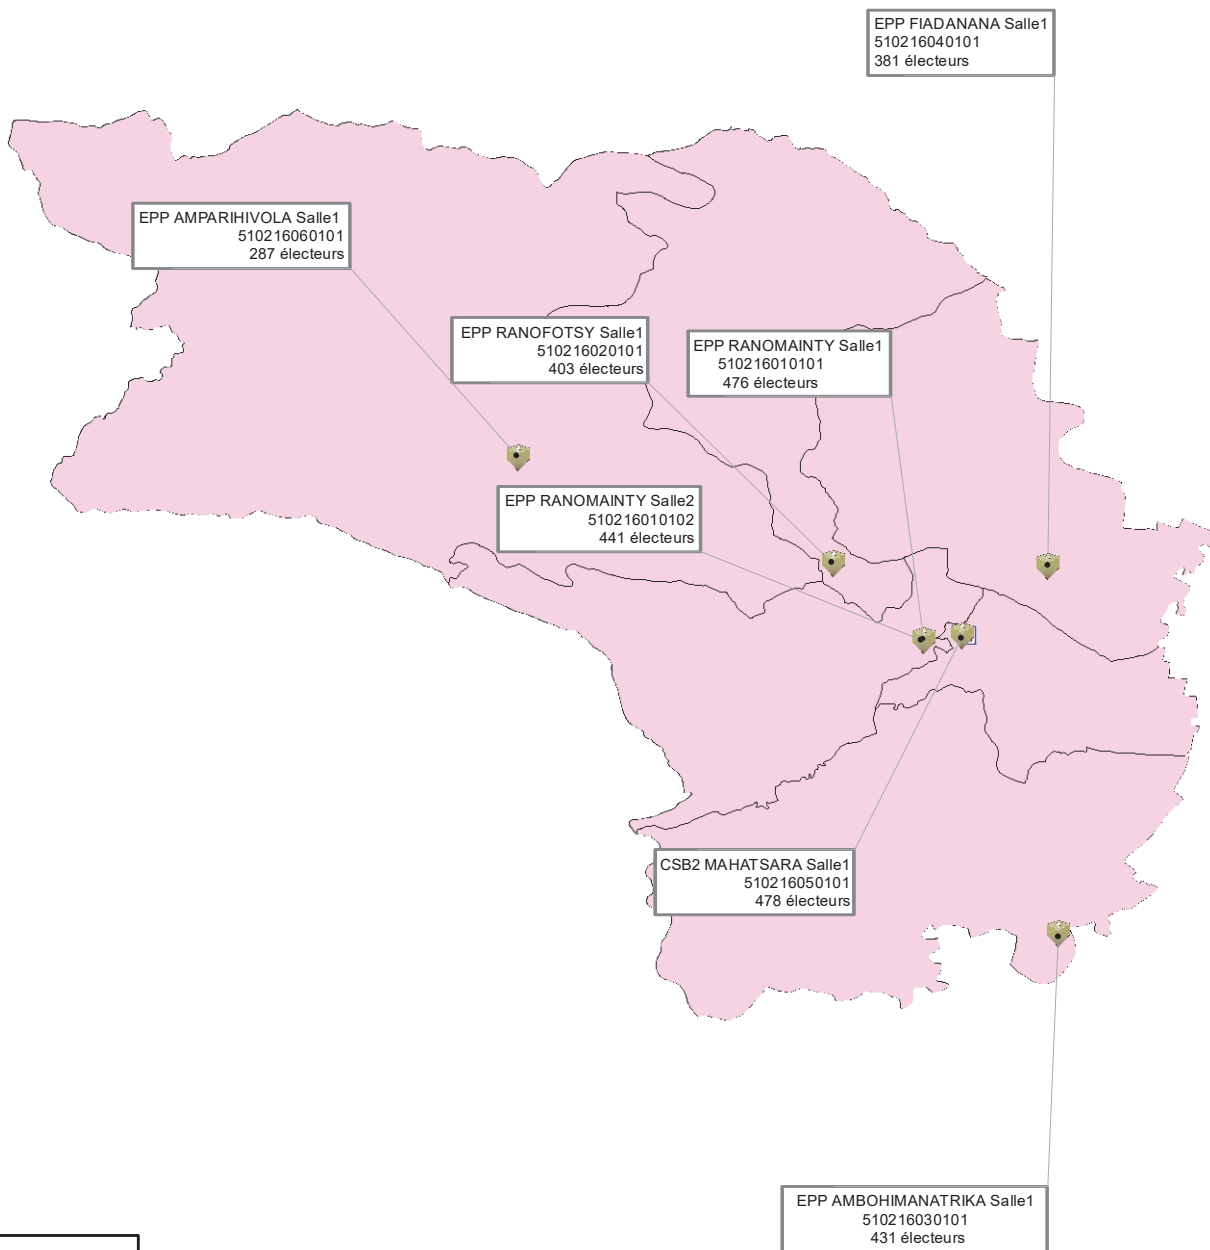 EPP FIADANANA Salle1
510216040101
381 électeurs
EPP AMPARIHIVOLA Salle1
510216060101
287 électeurs
EPP RANOFOTSY Salle1
510216020101
403 électeurs
EPP RANOMAINTY Salle1
510216010101
476 électeurs
EPP RANOMAINTY Salle2
510216010102
441 électeurs
CSB2 MAHATSARA Salle1
510216050101
478 électeurs
EPP AMBOHIMANATRIKA Salle1
510216030101
431 électeurs